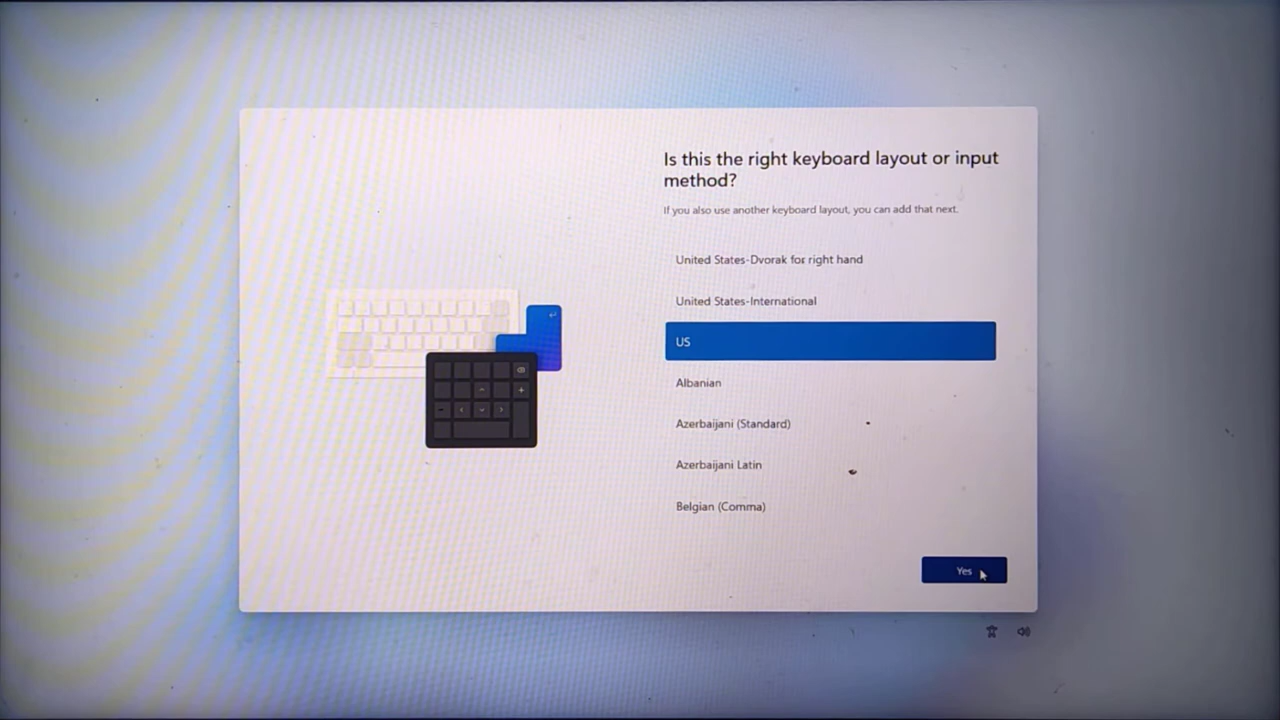 Is this the right keyboard layout or input
method?
If you also use another keyboard layout, you can add that next.
United States-Dvorak for right hand
United States-International
US
Albanian
Azerbaijani (Standard)
Azerbaijani Latin
Belgian (Comma)
Yes